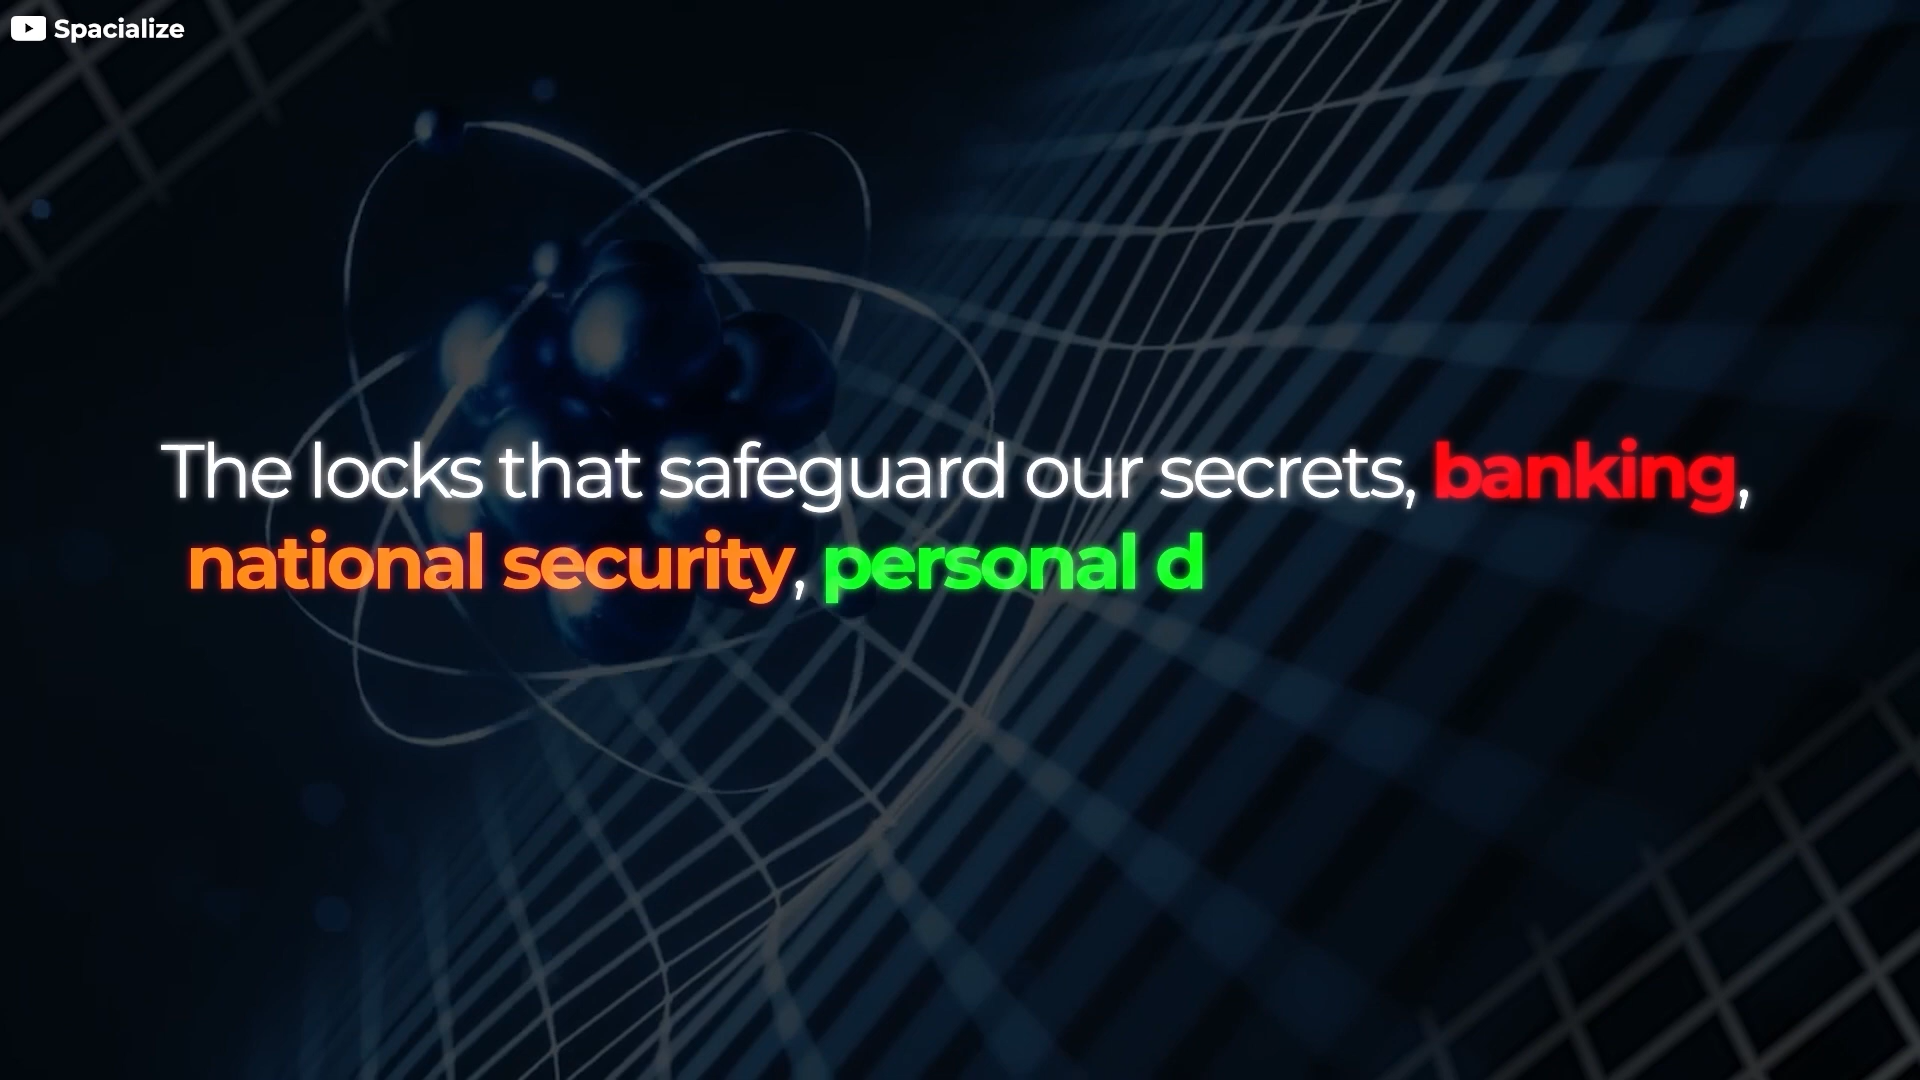 Spacialize
The locks that safeguard our secrets, banking,
national security, personal d